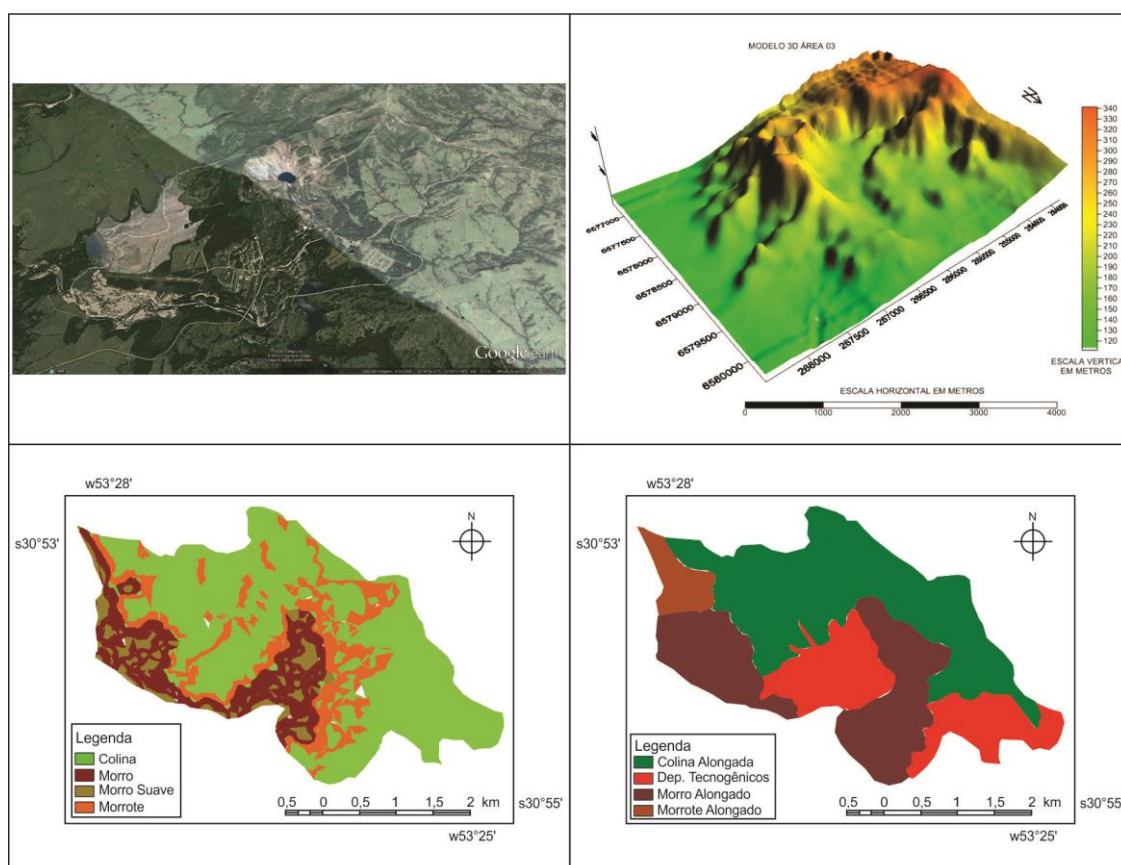 Google earth
MODELO 3D ÁREA 03
N
340
330
320
310
300
290
280
270
260
250
240
230
220
210
200
190
180
170
160
150
140
130
120
ESCALA VERTICA
EM METROS
6577000
6577500
6578000
6578500
6579000
6579500
6580000
288000
267500
267000
266500
ESCALA HORIZONTAL EM METROS
0 1000 2000 3000 4000
w53°28'
s30°53'
N
Legenda
Colina
Morro
Morro Suave
Morrote
0,5 0 0,5 1 1,5 2 km
s30°55'
w53°25'
w53°28'
s30°53'
N
Legenda
Colina Alongada
Dep. Tecnogênicos
Morro Alongado
Morrote Alongado
0,5 0 0,5 1 1,5 2 km
s30°55'
w53°25'